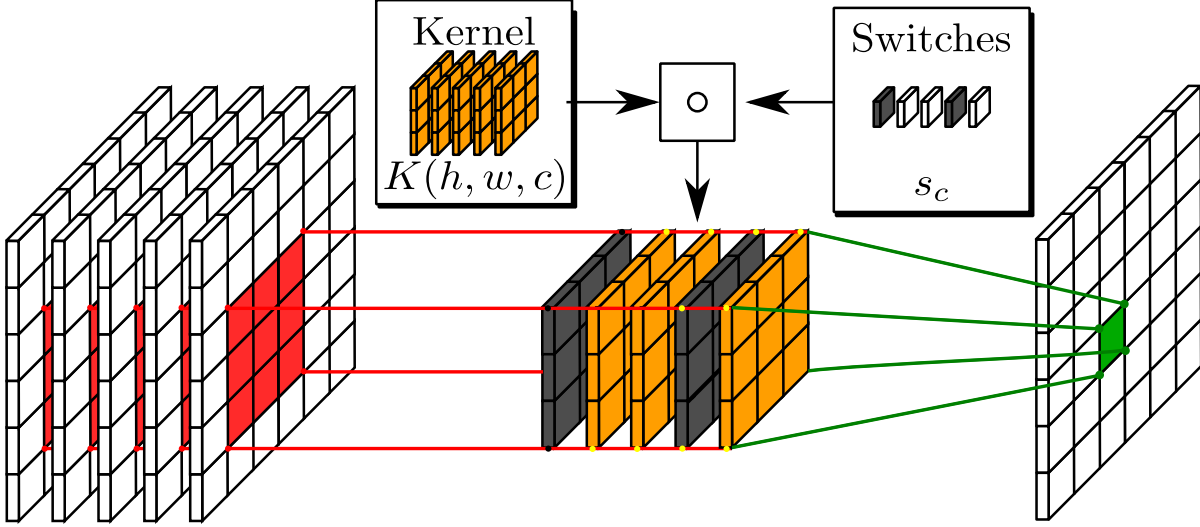 Kernel
K(h, w, c)
Switches
s_c